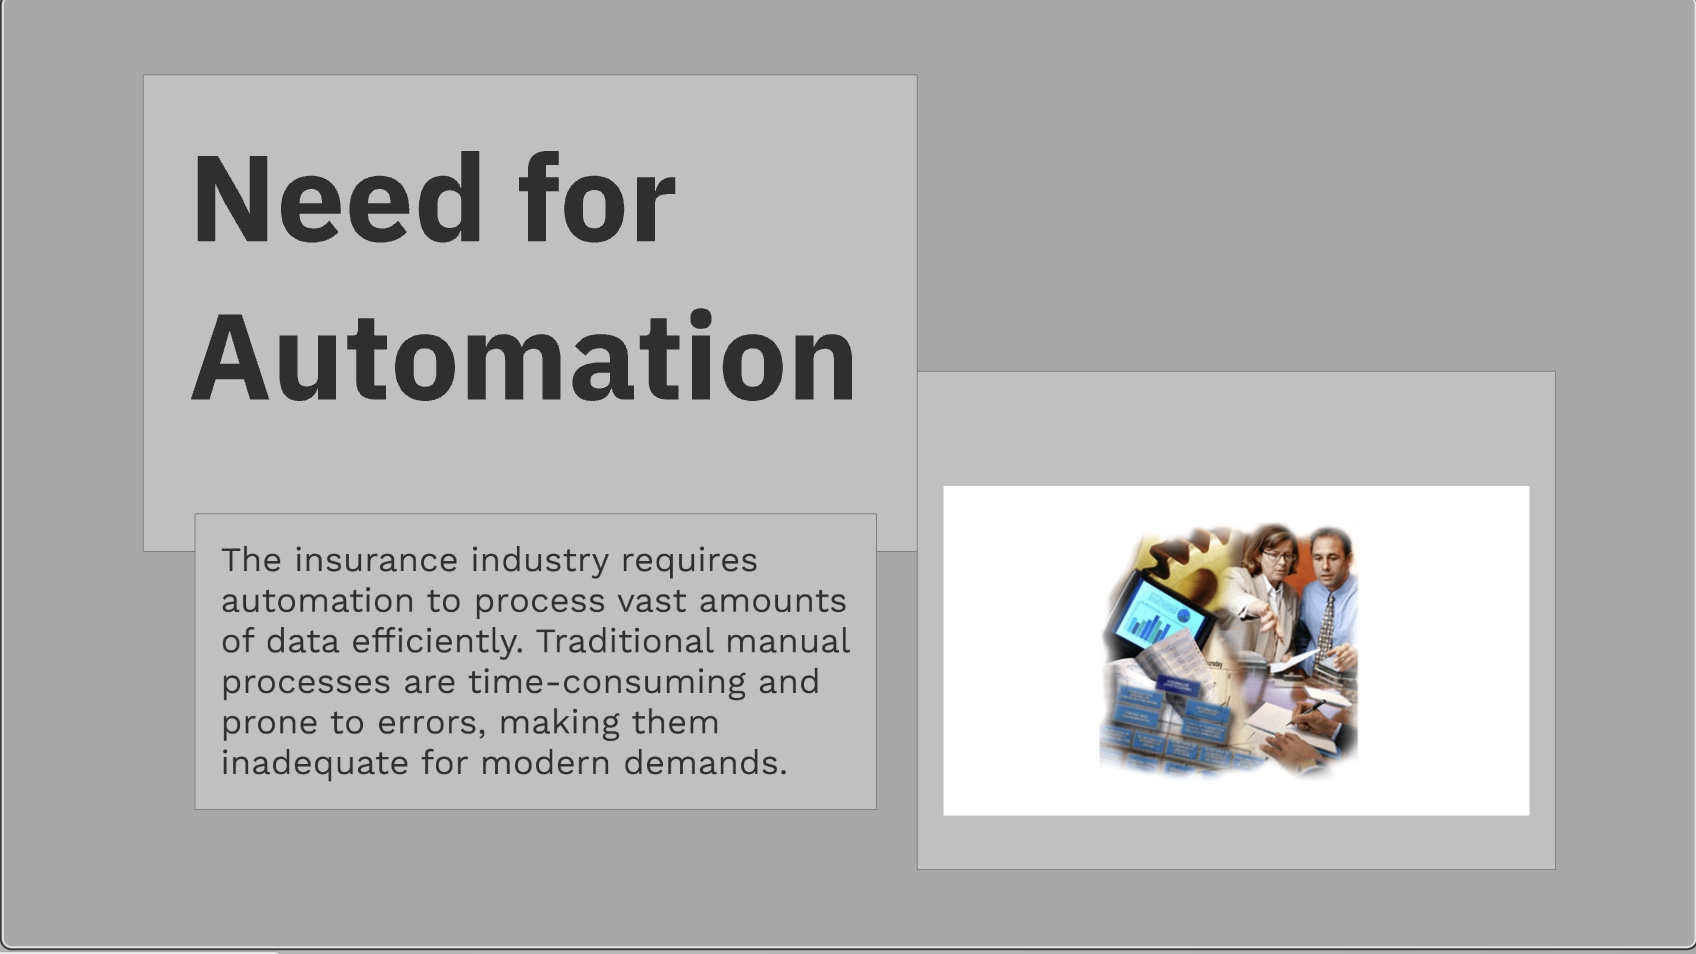 Need for
Automation
The insurance industry requires
automation to process vast amounts
of data efficiently. Traditional manual
processes are time-consuming and
prone to errors, making them
inadequate for modern demands.